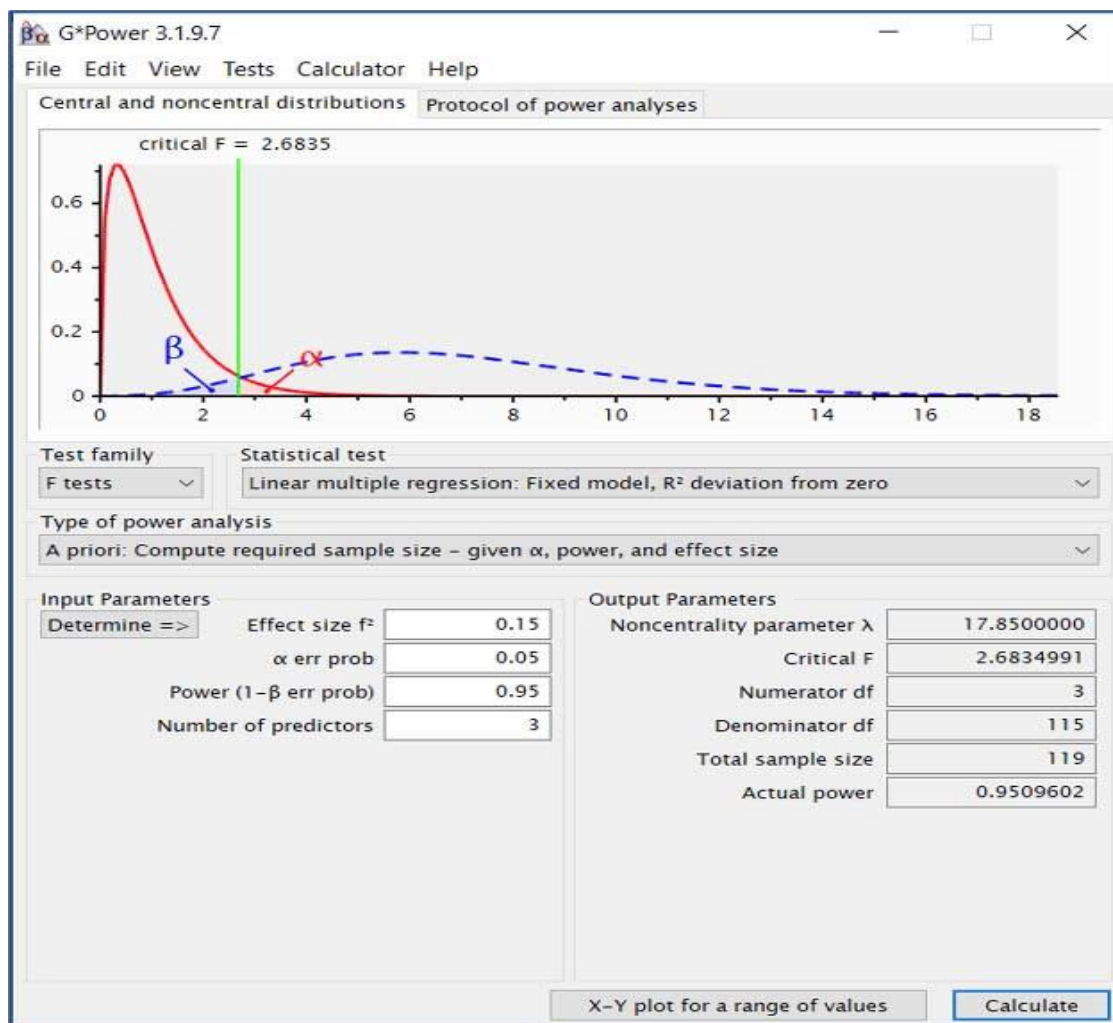 βα G*Power 3.1.9.7
File Edit View Tests Calculator Help
Central and noncentral distributions Protocol of power analyses
critical F = 2.6835
0.6
0.4
0.2
β α
0
0 2 4 6 8 10 12 14 16 18
Test family Statistical test
F tests Linear multiple regression: Fixed model, R² deviation from zero
Type of power analysis
A priori: Compute required sample size – given α, power, and effect size
Input Parameters
Determine => Effect size f² 0.15
α err prob 0.05
Power (1-β err prob) 0.95
Number of predictors 3
Output Parameters
Noncentrality parameter λ 17.8500000
Critical F 2.6834991
Numerator df 3
Denominator df 115
Total sample size 119
Actual power 0.9509602
X-Y plot for a range of values Calculate